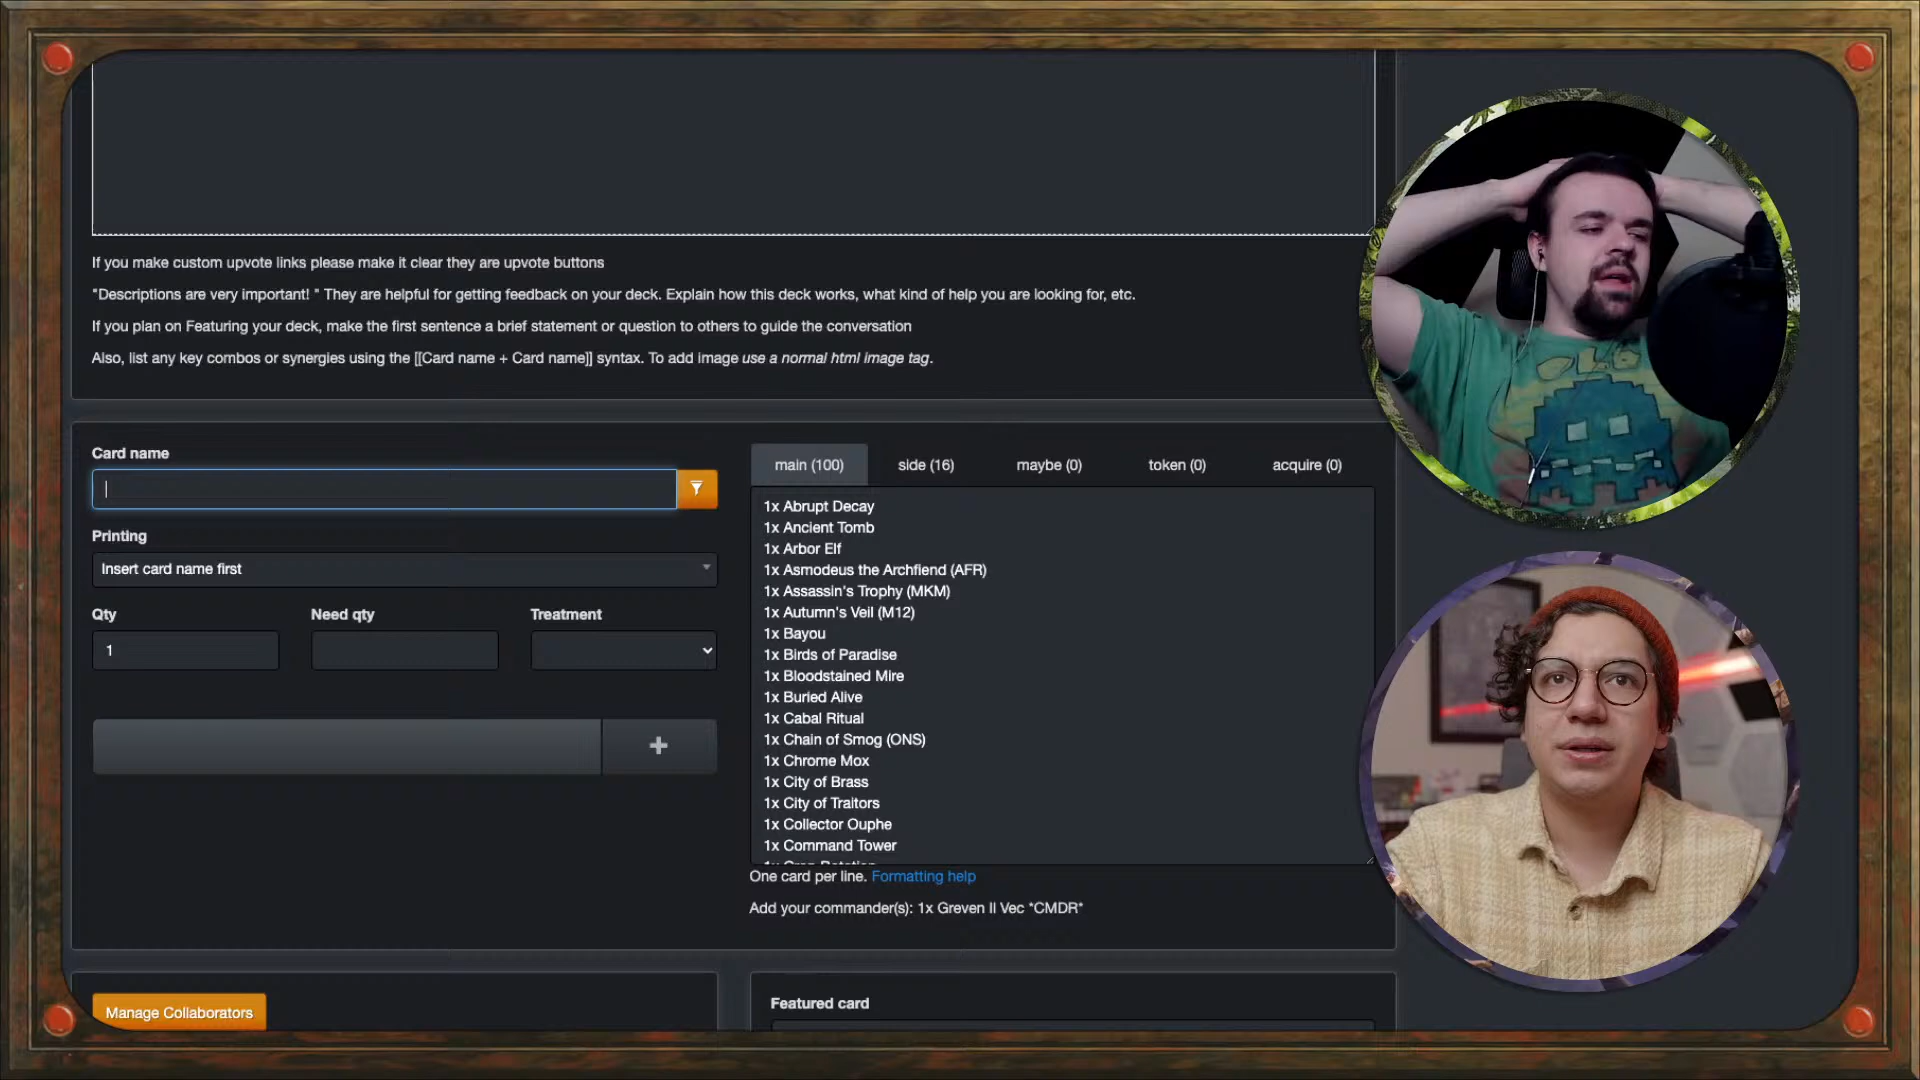 If you make custom upvote links please make it clear they are upvote buttons
"Descriptions are very important! " They are helpful for getting feedback on your deck. Explain how this deck works, what kind of help you are looking for, etc.
If you plan on Featuring your deck, make the first sentence a brief statement or question to others to guide the conversation
Also, list any key combos or synergies using the [[Card name + Card name]] syntax. To add image use a normal html image tag.
Card name
Printing
Insert card name first
Qty
Need qty
Treatment
1
main (100)
side (16)
maybe (0)
token (0)
acquire (0)
1x Abrupt Decay
1x Ancient Tomb
1x Arbor Elf
1x Asmodeus the Archfiend (AFR)
1x Assassin's Trophy (MKM)
1x Autumn's Veil (M12)
1x Bayou
1x Birds of Paradise
1x Bloodstained Mire
1x Buried Alive
1x Cabal Ritual
1x Chain of Smog (ONS)
1x Chrome Mox
1x City of Brass
1x City of Traitors
1x Collector Ouphe
1x Command Tower
One card per line. Formatting help
Add your commander(s): 1x Greven Il Vec *CMDR*
Manage Collaborators
Featured card